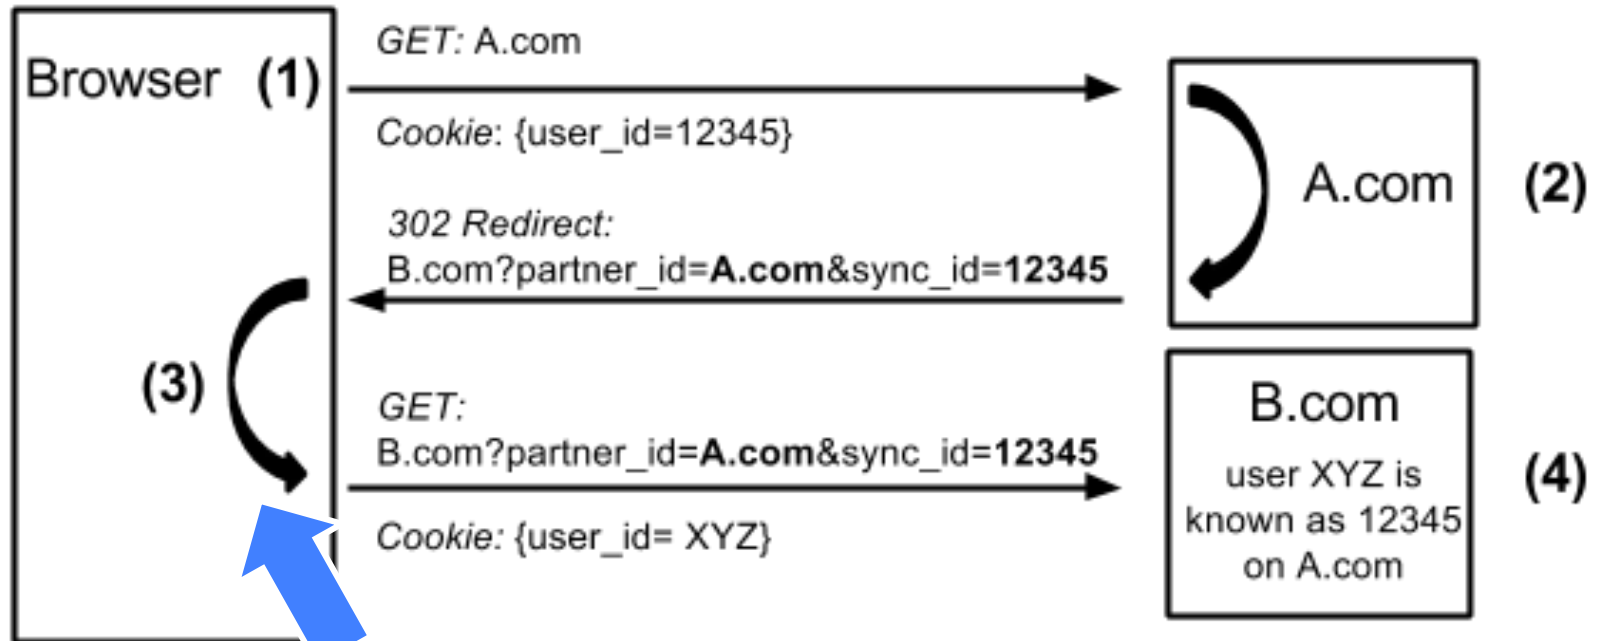 Browser (1)
GET: A.com
Cookie: {user_id=12345}
A.com (2)
302 Redirect:
B.com?partner_id=A.com&sync_id=12345
(3)
GET:
B.com?partner_id=A.com&sync_id=12345
Cookie: {user_id= XYZ}
B.com
user XYZ is
known as 12345
on A.com
(4)